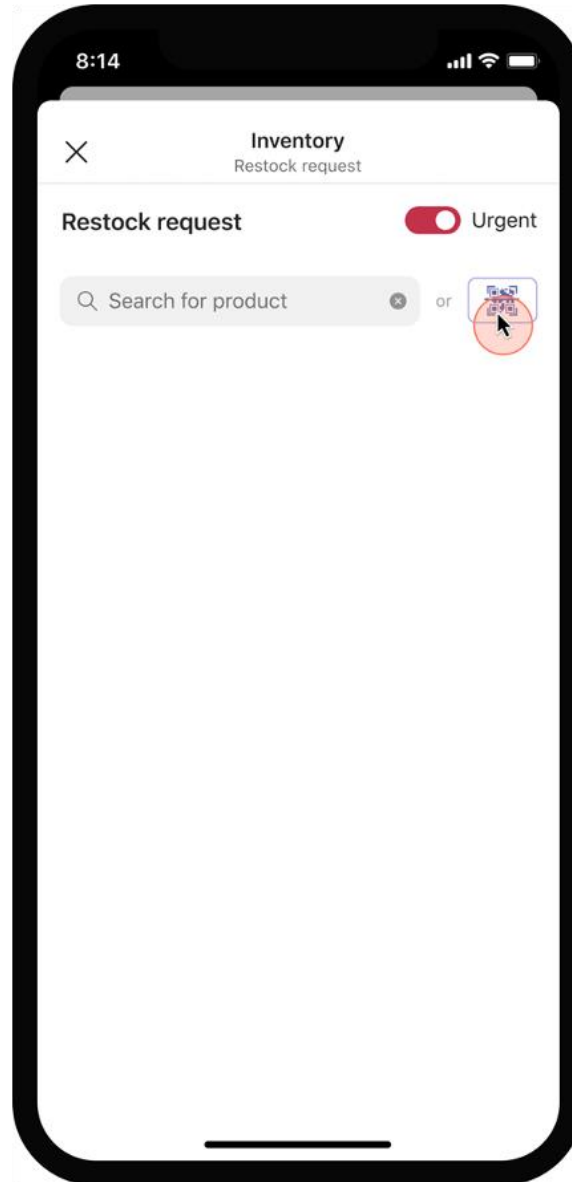 8:14
Inventory
Restock request
Restock request
Urgent
Search for product
or